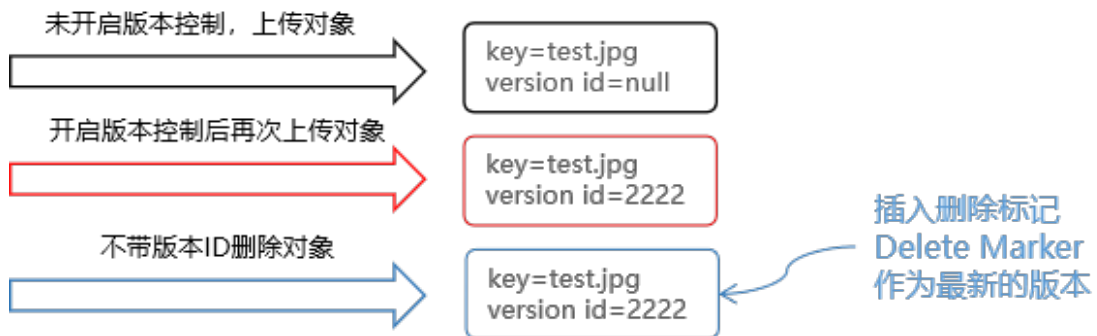 未开启版本控制，上传对象
key=test.jpg
version id=null
开启版本控制后再次上传对象
key=test.jpg
version id=2222
不带版本ID删除对象
key=test.jpg
version id=2222
插入删除标记
Delete Marker
作为最新的版本